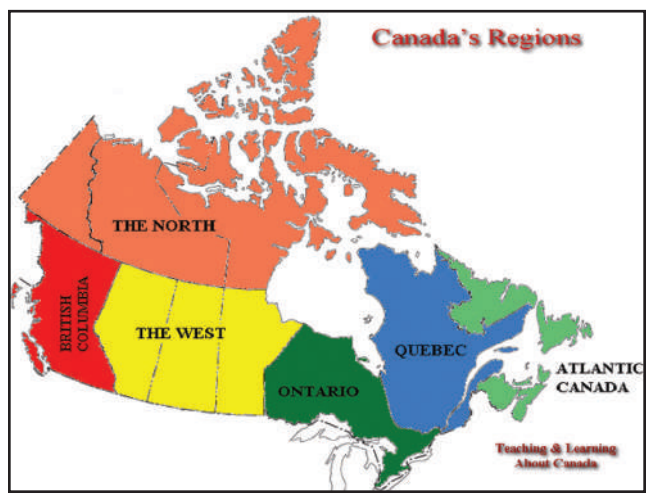 Canada's Regions
THE NORTH
BRITISH
COLUMBIA
THE WEST
QUEBEC
ONTARIO
ATLANTIC
CANADA
Teaching & Learning
About Canada